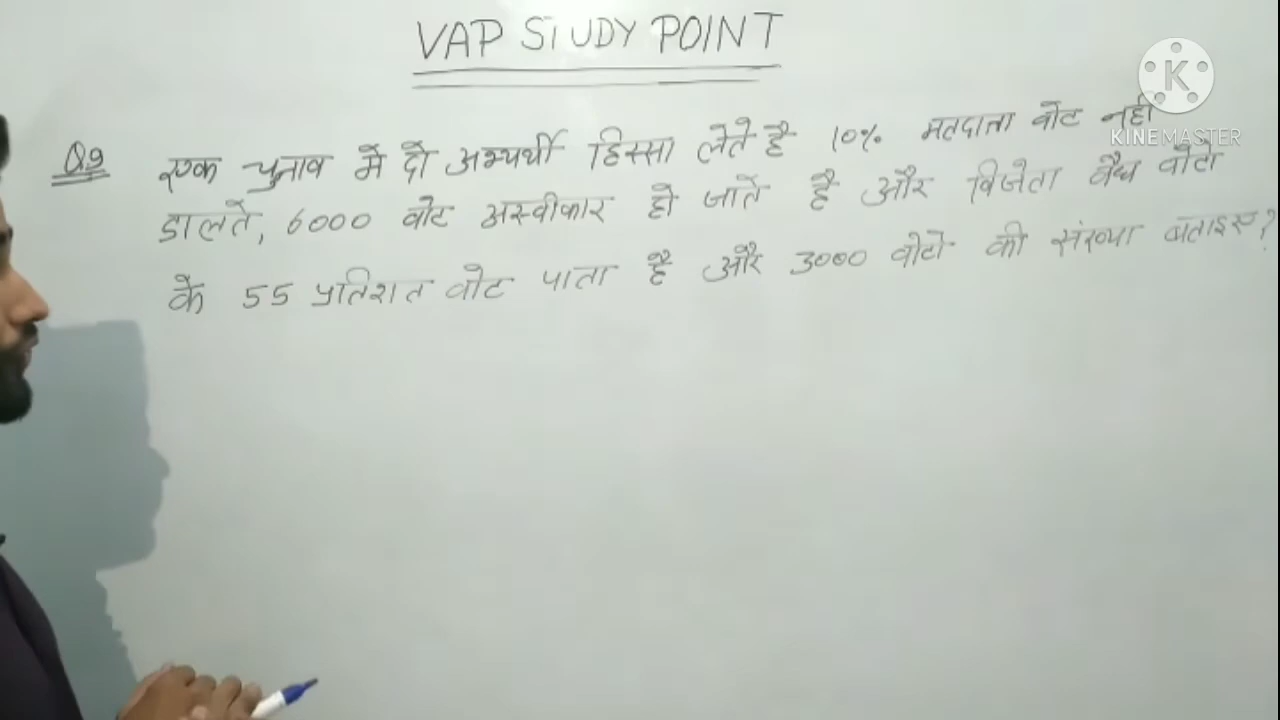 VAP STUDY POINT
K
KINEMASTER
Q9 एक चुनाव में दो अभ्यर्थी हिस्सा लेते है 10% मतदाता वोट नही
डालते, 6000 वोट अस्वीकार हो जाते है और विजेता वैध वोटो
के 55 प्रतिशत वोट पाता है और 3000 वोटो की संख्या बताइए?